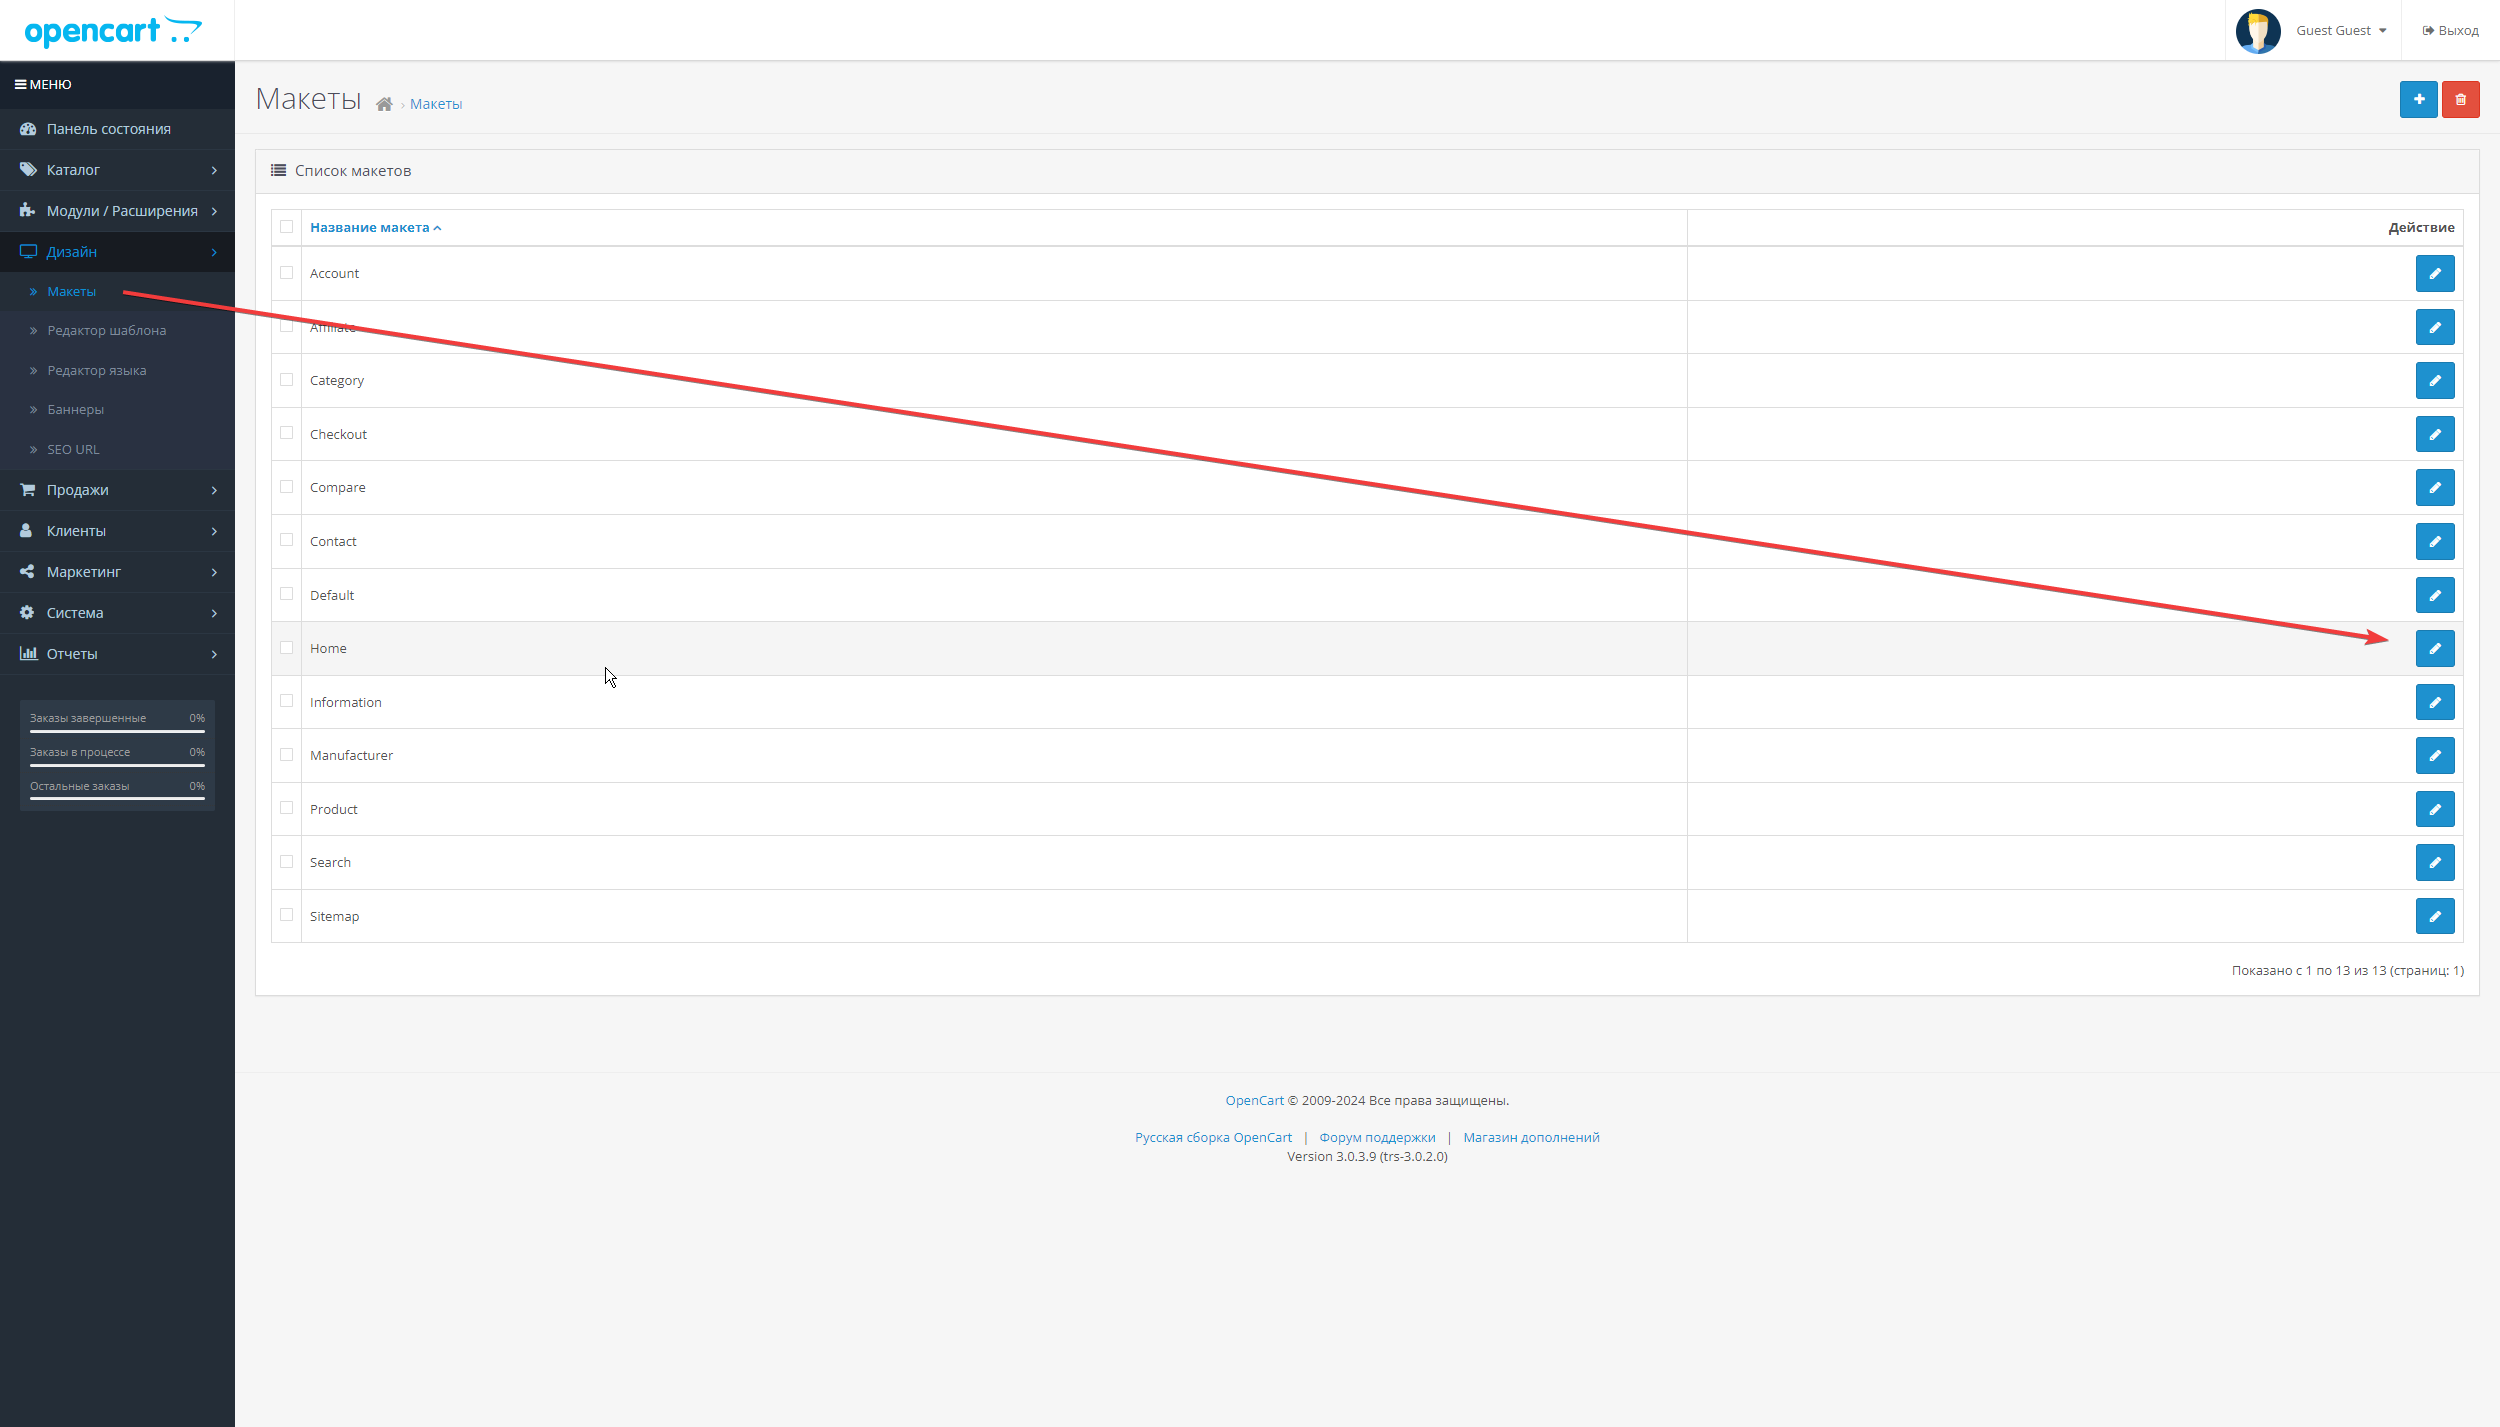 opencart
Guest Guest
Выход
МЕНЮ
Панель состояния
Каталог
Модули / Расширения
Дизайн
Макеты
Редактор шаблона
Редактор языка
Баннеры
SEO URL
Продажи
Клиенты
Маркетинг
Система
Отчеты
Заказы завершенные 0%
Заказы в процессе 0%
Остальные заказы 0%
Макеты › Макеты
Список макетов
Название макета Действие
Account
Affiliate
Category
Checkout
Compare
Contact
Default
Home
Information
Manufacturer
Product
Search
Sitemap
Показано с 1 по 13 из 13 (страниц: 1)
OpenCart © 2009-2024 Все права защищены.
Русская сборка OpenCart | Форум поддержки | Магазин дополнений
Version 3.0.3.9 (trs-3.0.2.0)